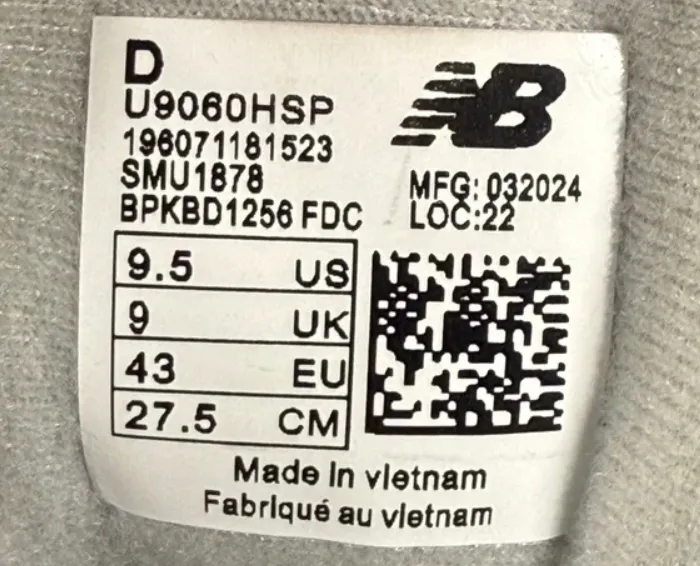 D
U9060HSP
196071181523
SMU1878
BPKBD1256 FDC
NB
MFG: 032024
LOC:22
9.5 US
9 UK
43 EU
27.5 CM
Made In vietnam
Fabriqué au vietnam